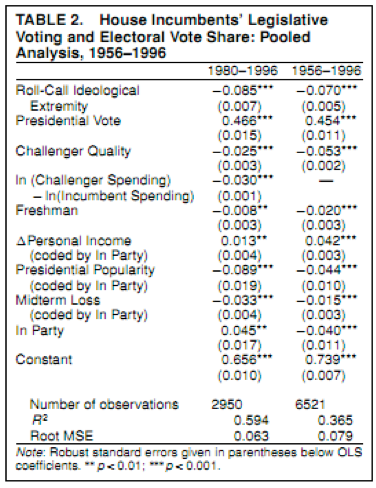 TABLE 2. House Incumbents' Legislative
Voting and Electoral Vote Share: Pooled
Analysis, 1956–1996
1980–1996 1956–1996
Roll-Call Ideological −0.085*** −0.070***
Extremity (0.007) (0.005)
Presidential Vote 0.466*** 0.454***
(0.015) (0.011)
Challenger Quality −0.025*** −0.053***
(0.003) (0.002)
ln (Challenger Spending) −0.030*** —
− ln(Incumbent Spending) (0.001)
Freshman −0.008** −0.020***
(0.003) (0.003)
ΔPersonal Income 0.013** 0.042***
(coded by In Party) (0.004) (0.003)
Presidential Popularity −0.089*** −0.044***
(coded by In Party) (0.019) (0.010)
Midterm Loss −0.033*** −0.015***
(coded by In Party) (0.004) (0.003)
In Party 0.045** −0.040***
(0.017) (0.011)
Constant 0.656*** 0.739***
(0.010) (0.007)
Number of observations 2950 6521
R² 0.594 0.365
Root MSE 0.063 0.079
Note: Robust standard errors given in parentheses below OLS
coefficients. **p < 0.01; ***p < 0.001.